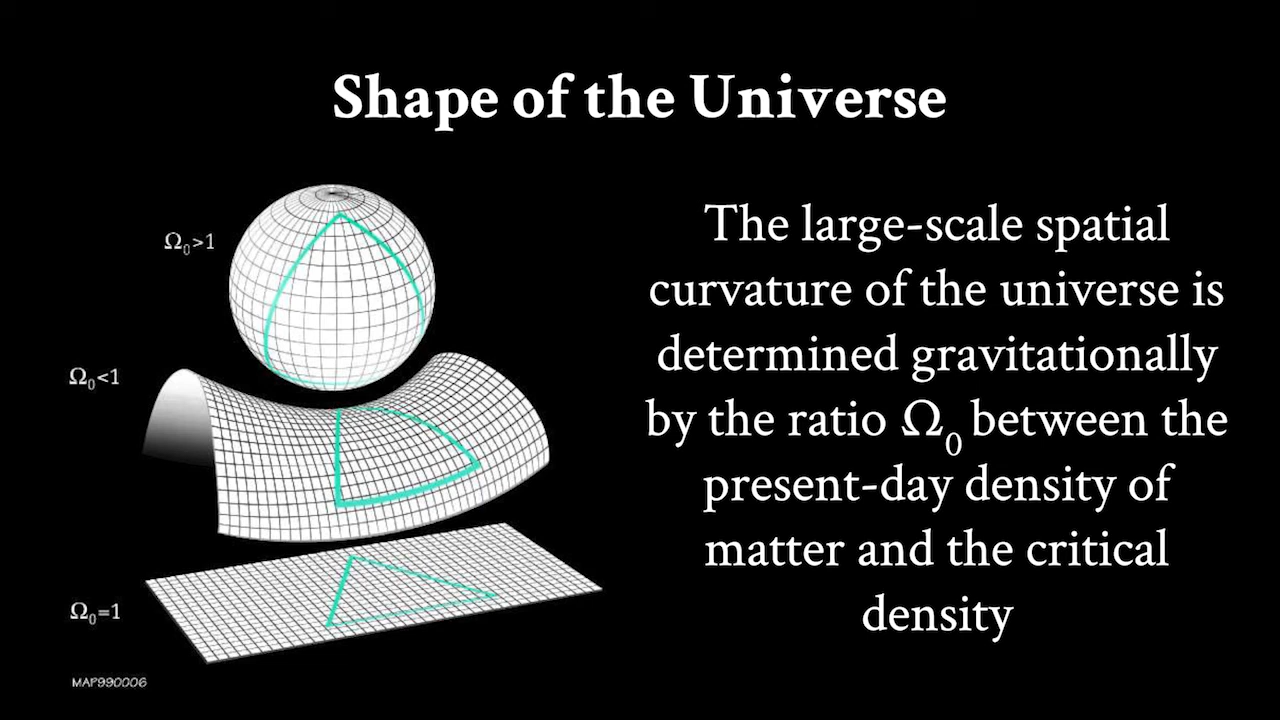 Shape of the Universe
Ω₀>1
Ω₀<1
Ω₀=1
MAP990006
The large-scale spatial
curvature of the universe is
determined gravitationally
by the ratio Ω₀ between the
present-day density of
matter and the critical
density